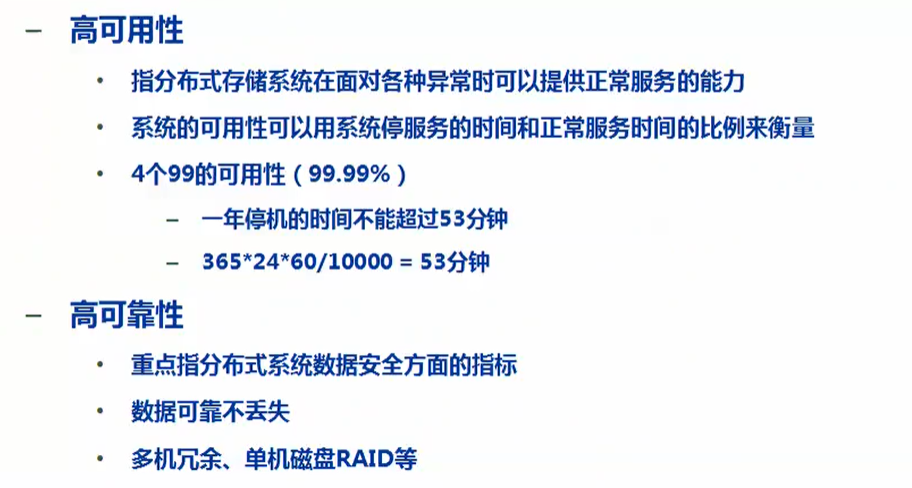 – 高可用性
• 指分布式存储系统在面对各种异常时可以提供正常服务的能力
• 系统的可用性可以用系统停服务的时间和正常服务时间的比例来衡量
• 4个99的可用性（99.99%）
– 一年停机的时间不能超过53分钟
– 365*24*60/10000 = 53分钟
– 高可靠性
• 重点指分布式系统数据安全方面的指标
• 数据可靠不丢失
• 多机冗余、单机磁盘RAID等